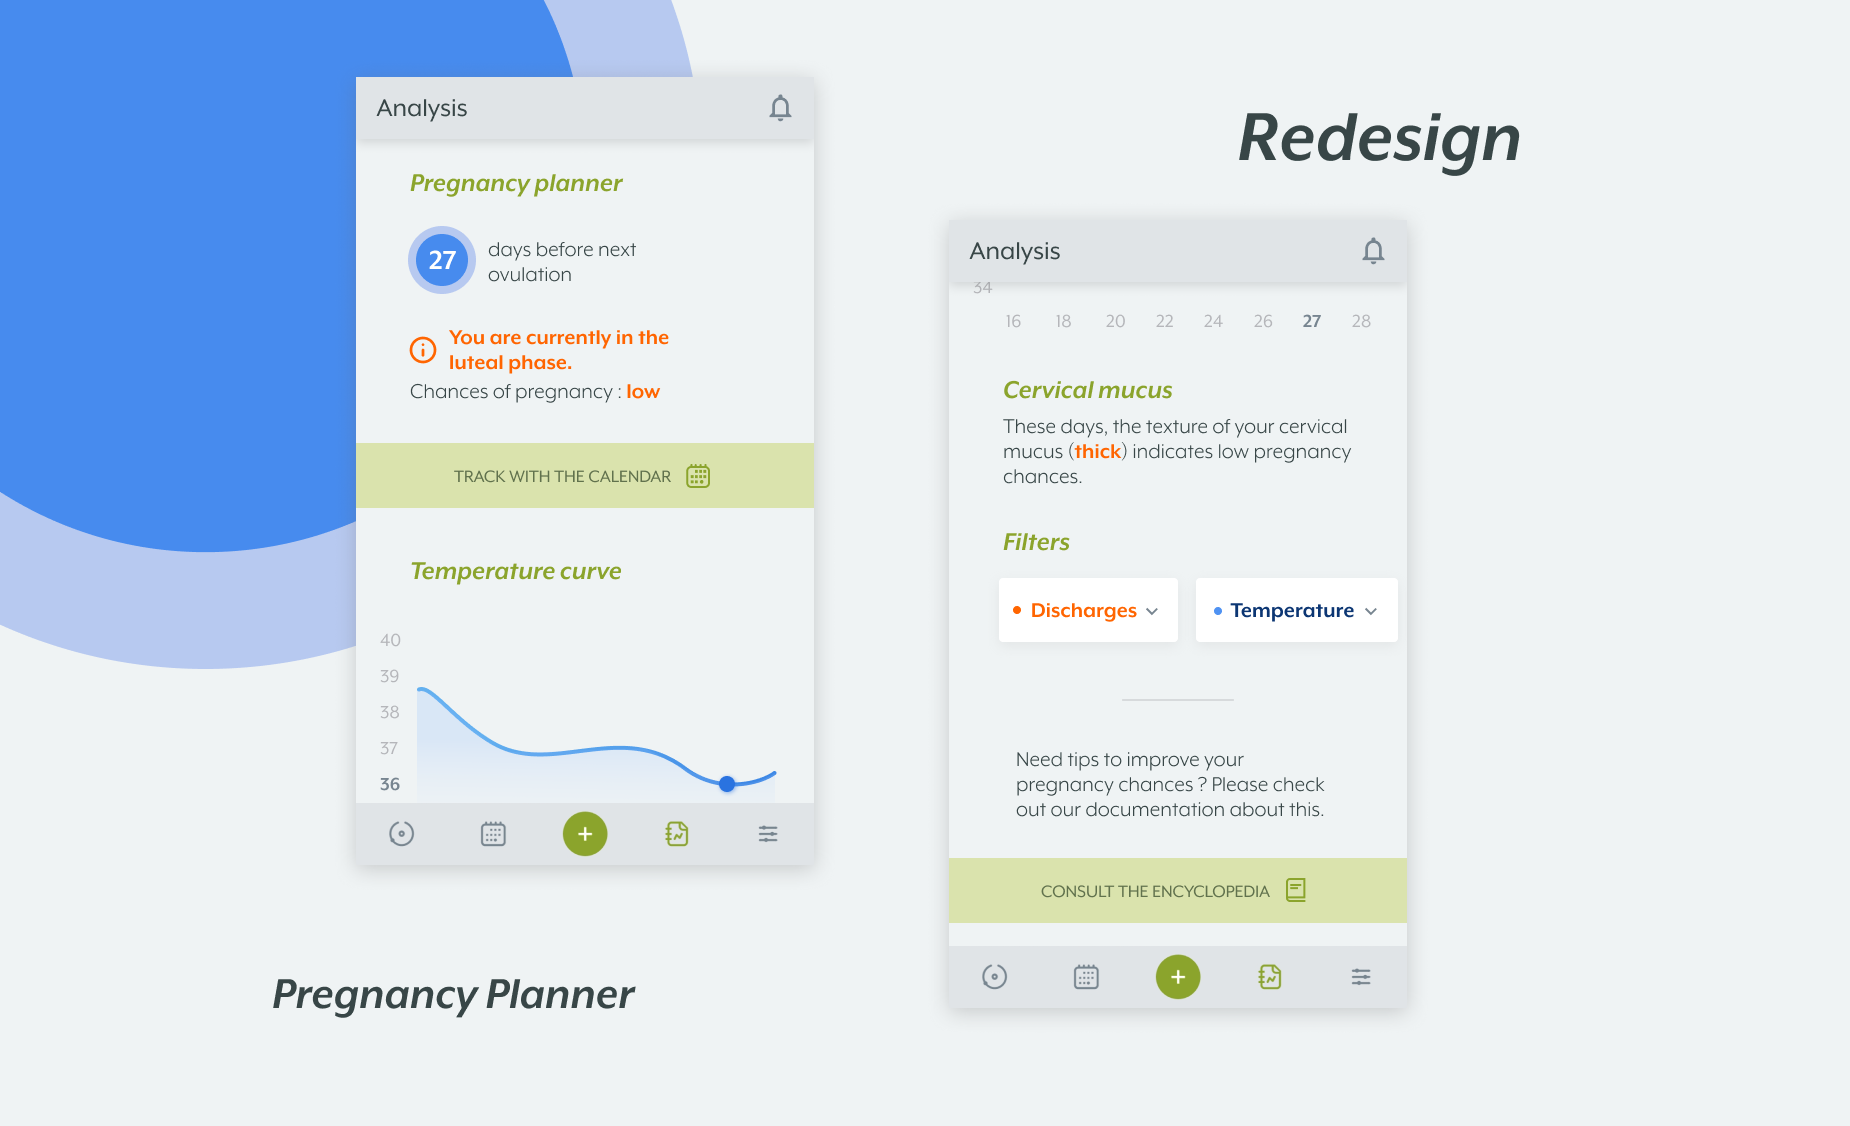 Analysis
Pregnancy planner
27
days before next
ovulation
You are currently in the
luteal phase.
Chances of pregnancy : low
TRACK WITH THE CALENDAR
Temperature curve
40
39
38
37
36
Pregnancy Planner
Redesign
Analysis
34
16 18 20 22 24 26 27 28
Cervical mucus
These days, the texture of your cervical
mucus (thick) indicates low pregnancy
chances.
Filters
Discharges
Temperature
Need tips to improve your
pregnancy chances ? Please check
out our documentation about this.
CONSULT THE ENCYCLOPEDIA